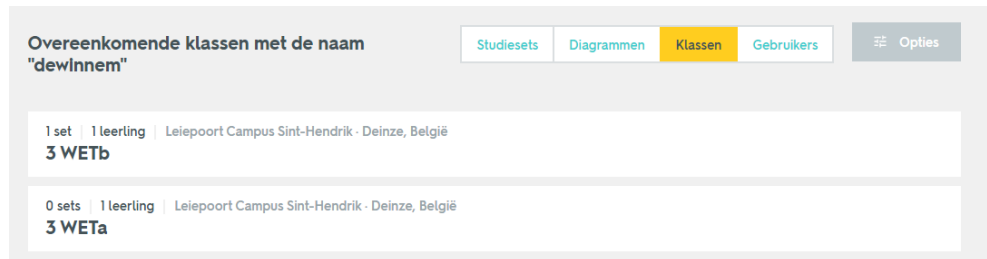 Overeenkomende klassen met de naam
"dewinnem"
Studiesets
Diagrammen
Klassen
Gebruikers
Opties
1 set | 1 leerling | Leiepoort Campus Sint-Hendrik · Deinze, België
3 WETb
0 sets | 1 leerling | Leiepoort Campus Sint-Hendrik · Deinze, België
3 WETa